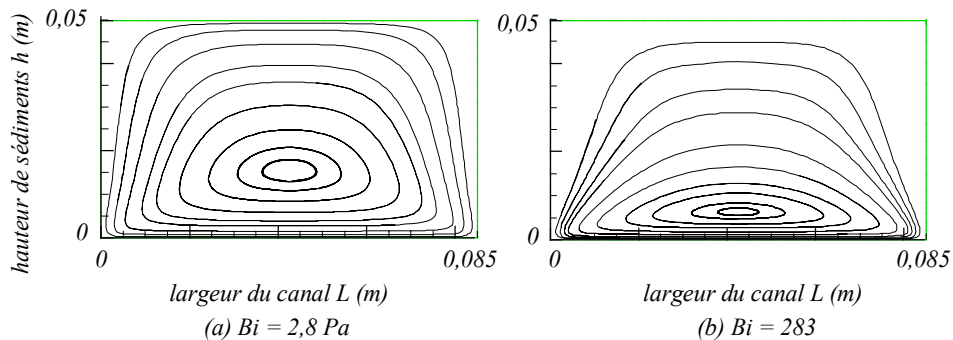 0,05
hauteur de sédiments h (m)
0
0
0,085
largeur du canal L (m)
(a) Bi = 2,8 Pa
0,05
0
0
0,085
largeur du canal L (m)
(b) Bi = 283